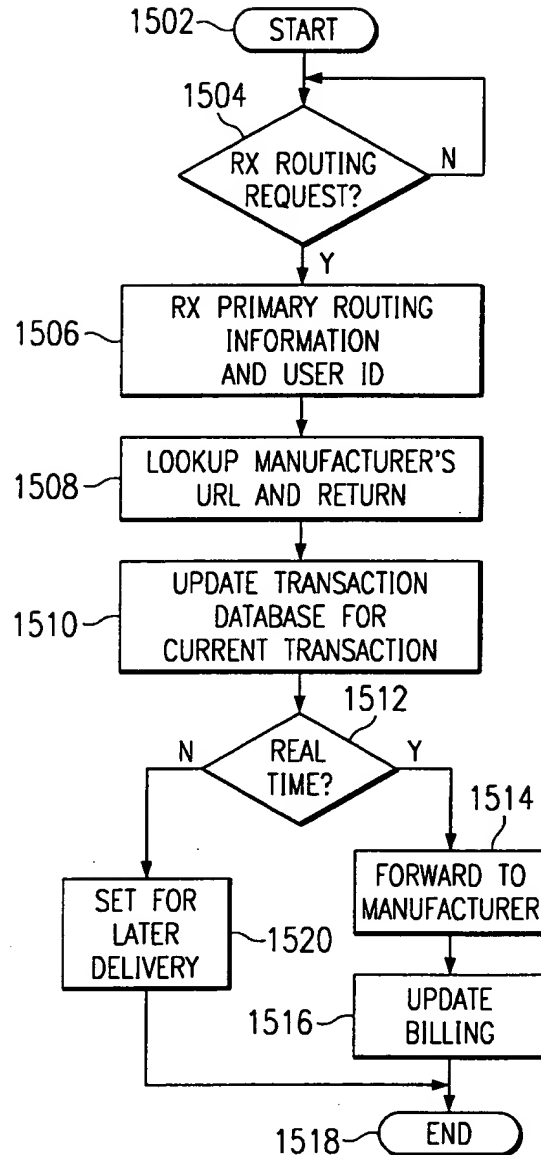 1502
START
1504
RX ROUTING
REQUEST?
N
Y
1506
RX PRIMARY ROUTING
INFORMATION
AND USER ID
1508
LOOKUP MANUFACTURER'S
URL AND RETURN
1510
UPDATE TRANSACTION
DATABASE FOR
CURRENT TRANSACTION
1512
N
REAL
TIME?
Y
1514
FORWARD TO
MANUFACTURER
SET FOR
LATER
DELIVERY
1520
1516
UPDATE
BILLING
1518
END